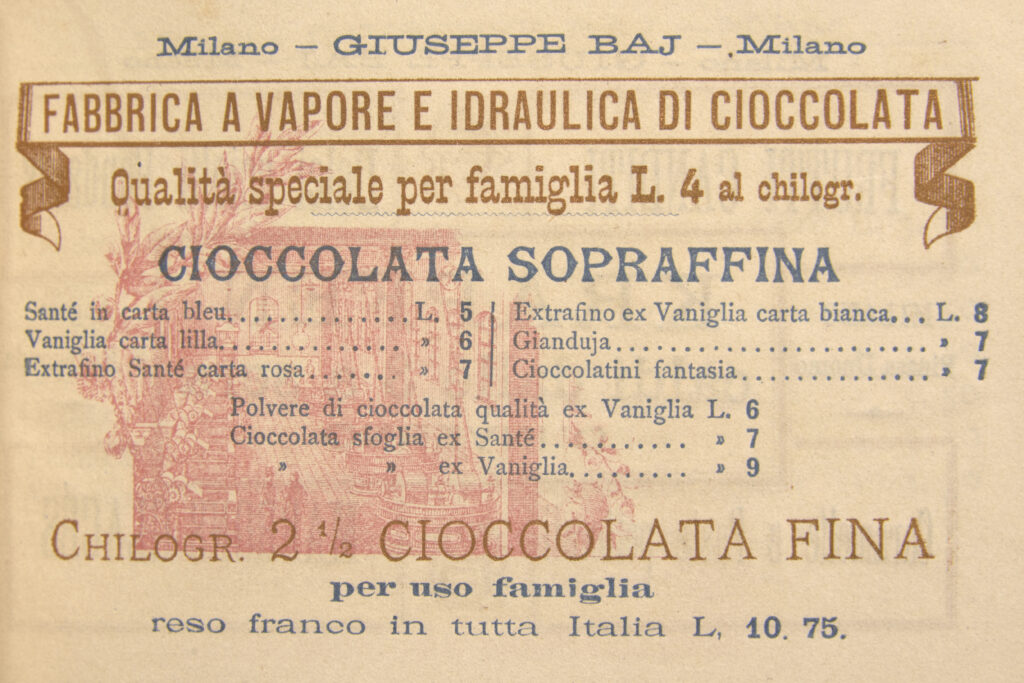 Milano – GIUSEPPE BAJ – Milano
FABBRICA A VAPORE E IDRAULICA DI CIOCCOLATA
Qualità speciale per famiglia L. 4 al chilogr.
CIOCCOLATA SOPRAFFINA
Santé in carta bleu. . . . . . . . . . . . . L. 5
Vaniglia carta lilla. . . . . . . . . . . . . . » 6
Extrafino Santé carta rosa . . . . . . . » 7
Extrafino ex Vaniglia carta bianca. . . L. 8
Gianduja . . . . . . . . . . . . . . . . . . . . . . . . » 7
Cioccolatini fantasia . . . . . . . . . . . . . . » 7
Polvere di cioccolata qualità ex Vaniglia L. 6
Cioccolata sfoglia ex Santé . . . . . . . . . . » 7
» » ex Vaniglia. . . . . . . . . » 9
CHILOGR. 2 ½ CIOCCOLATA FINA
per uso famiglia
reso franco in tutta Italia L, 10. 75.